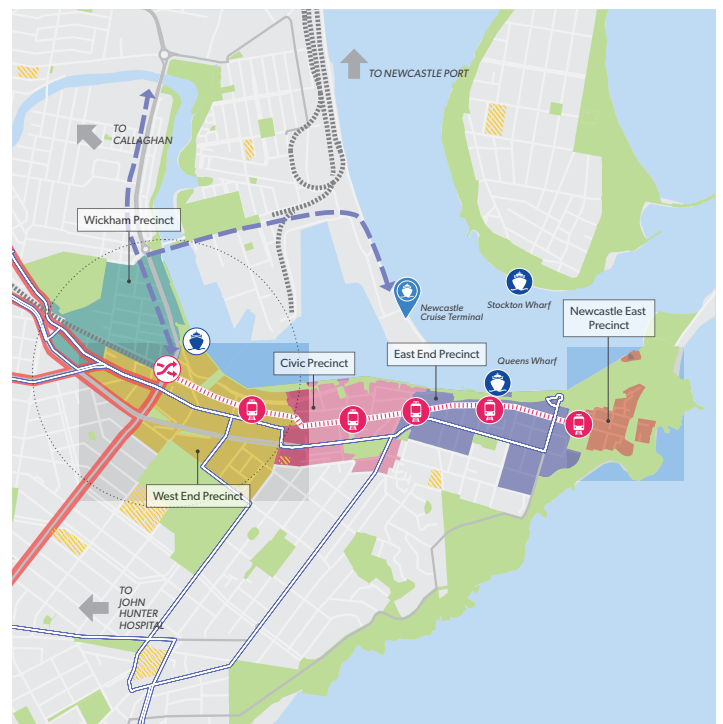 TO NEWCASTLE PORT
TO
CALLAGHAN
Wickham Precinct
Newcastle
Cruise Terminal
Stockton Wharf
Newcastle East
Precinct
Civic Precinct
East End Precinct
Queens Wharf
West End Precinct
TO
JOHN
HUNTER
HOSPITAL